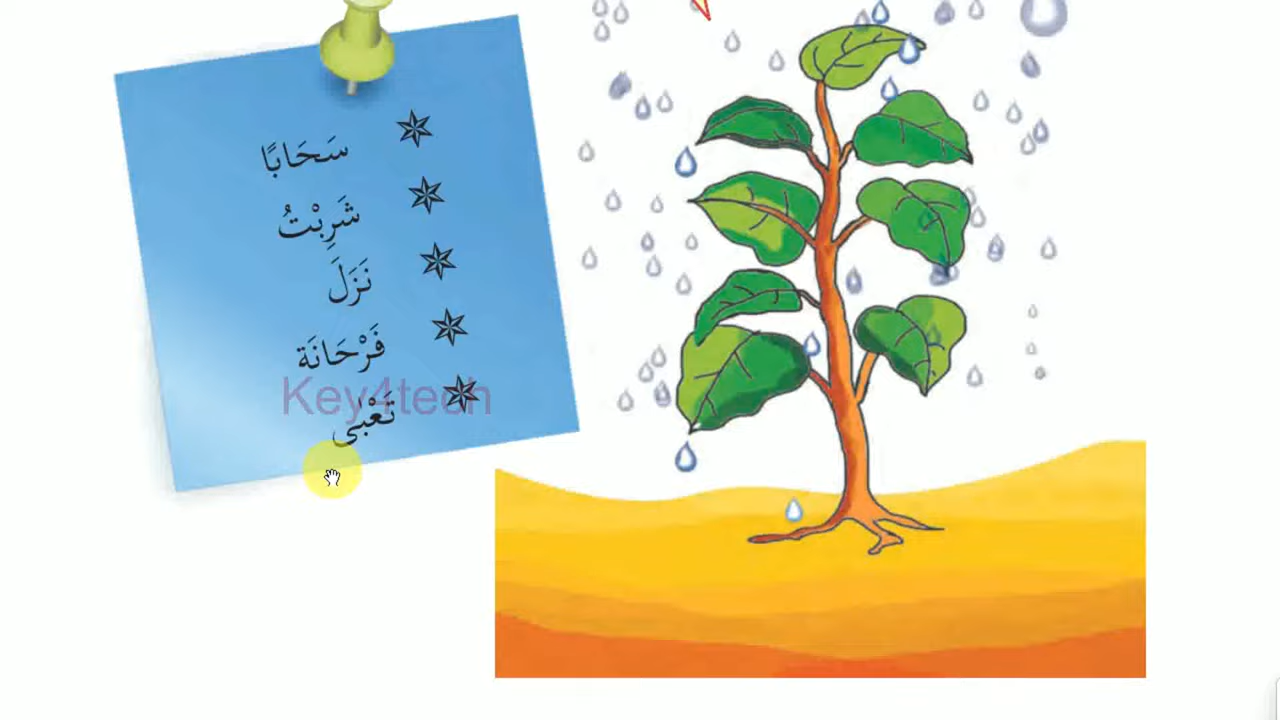 سَحَابًا
شَرِبْتُ
نَزَلَ
فَرْحَانَة
Key4tech
تَعْبَى